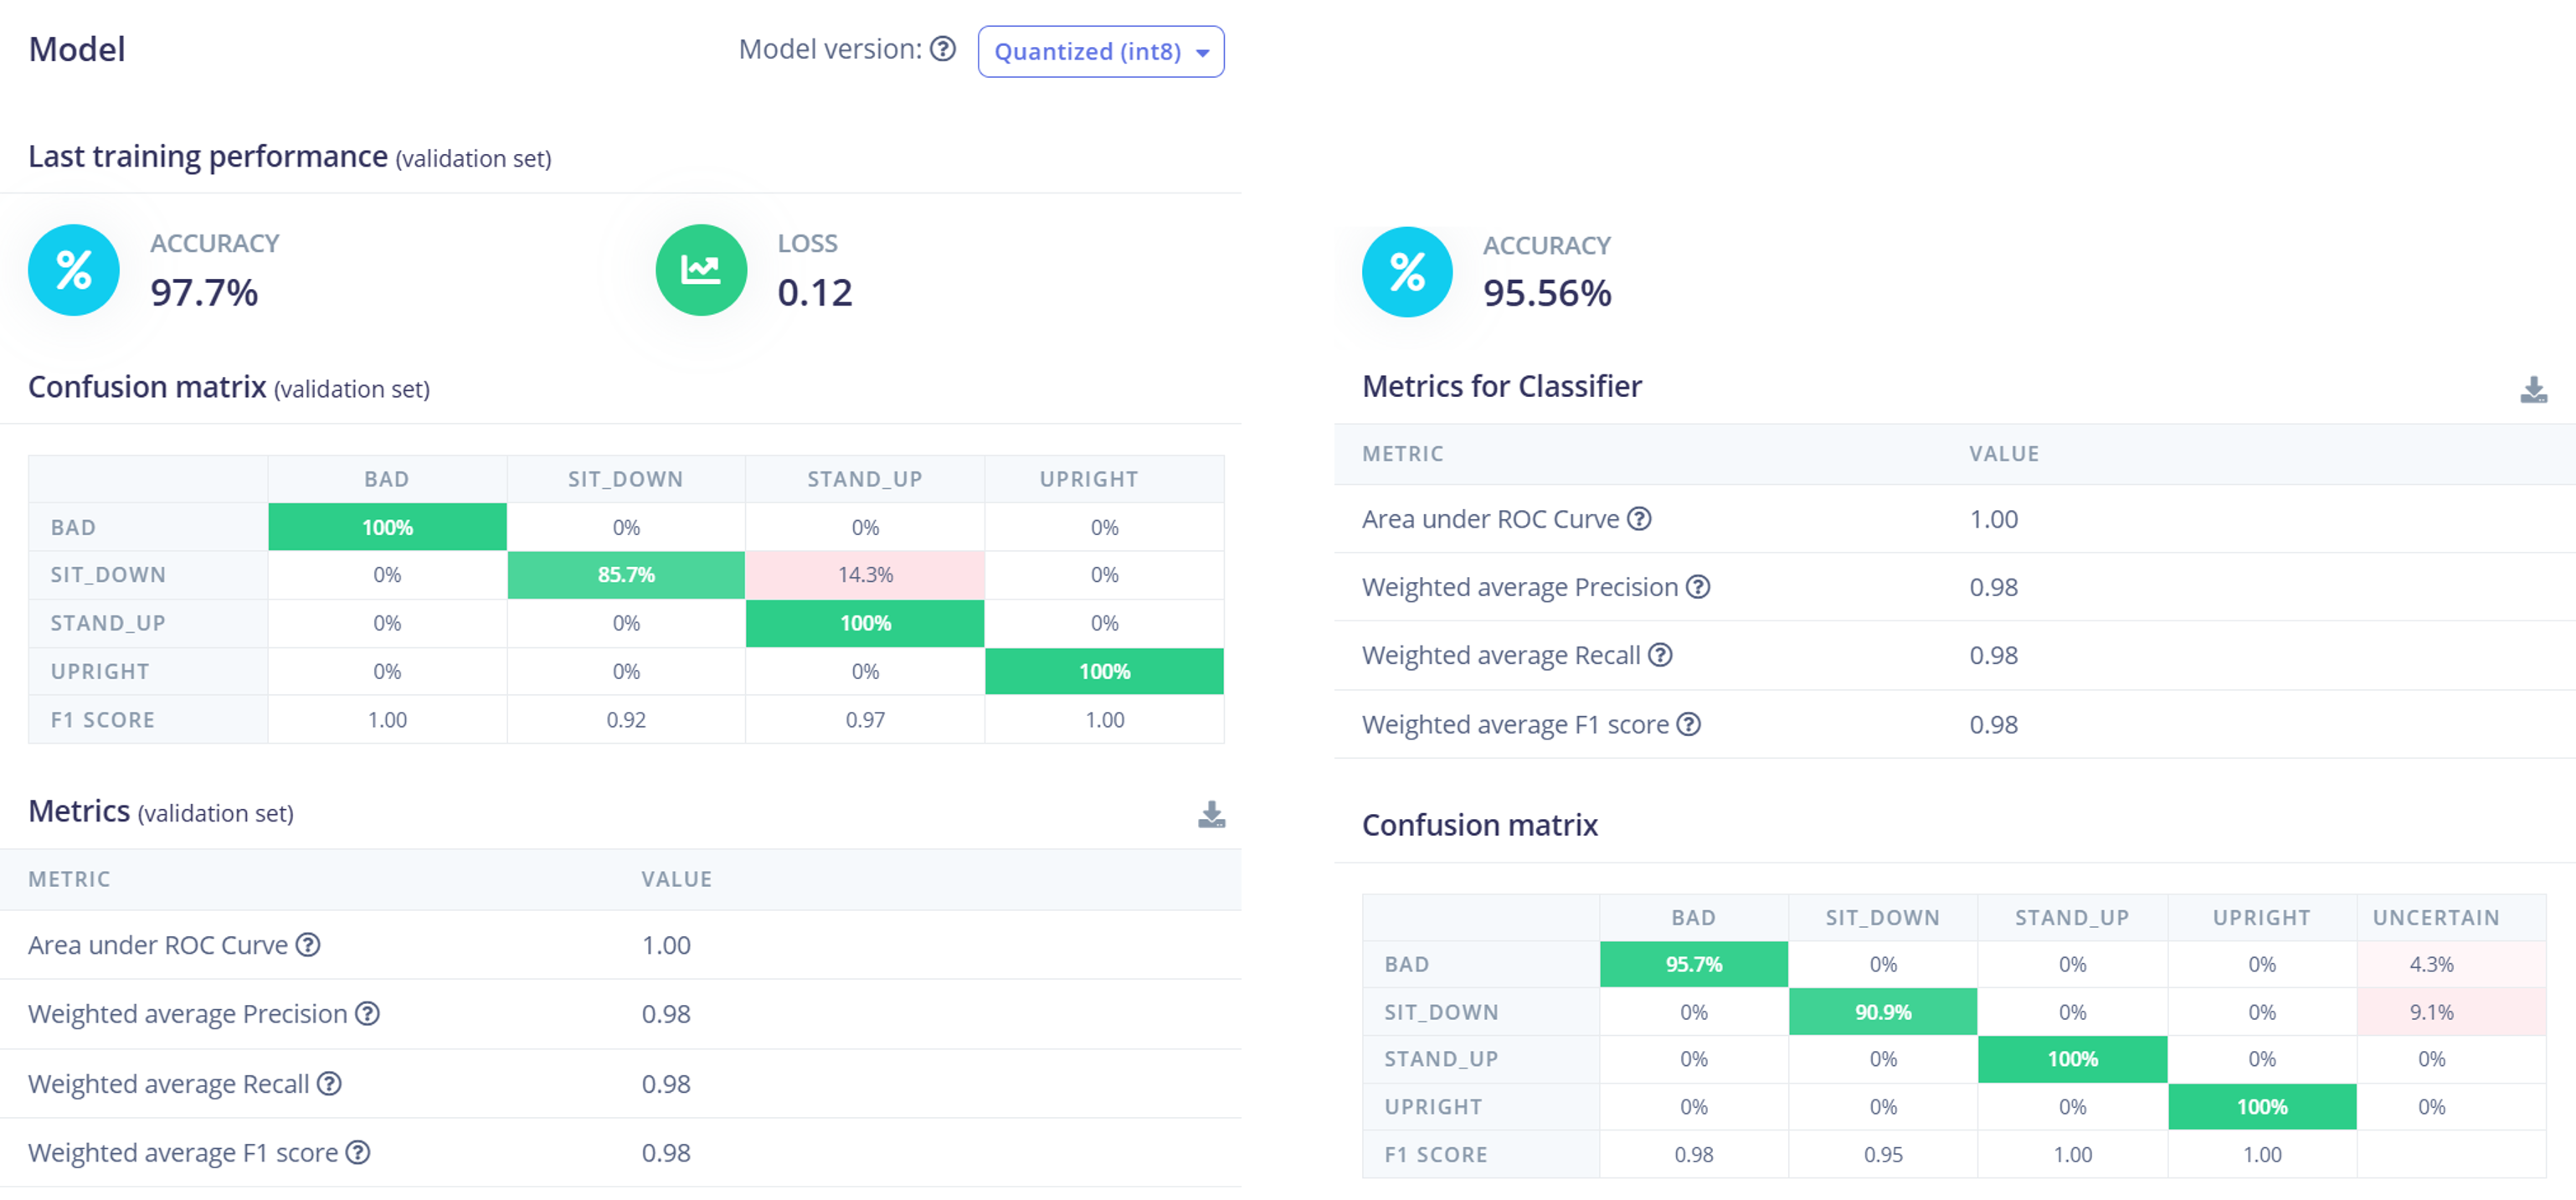 Model
Model version: Quantized (int8)
Last training performance (validation set)
ACCURACY
97.7%
LOSS
0.12
Confusion matrix (validation set)
BAD SIT_DOWN STAND_UP UPRIGHT
BAD 100% 0% 0% 0%
SIT_DOWN 0% 85.7% 14.3% 0%
STAND_UP 0% 0% 100% 0%
UPRIGHT 0% 0% 0% 100%
F1 SCORE 1.00 0.92 0.97 1.00
Metrics (validation set)
METRIC VALUE
Area under ROC Curve 1.00
Weighted average Precision 0.98
Weighted average Recall 0.98
Weighted average F1 score 0.98
ACCURACY
95.56%
Metrics for Classifier
METRIC VALUE
Area under ROC Curve 1.00
Weighted average Precision 0.98
Weighted average Recall 0.98
Weighted average F1 score 0.98
Confusion matrix
BAD SIT_DOWN STAND_UP UPRIGHT UNCERTAIN
BAD 95.7% 0% 0% 0% 4.3%
SIT_DOWN 0% 90.9% 0% 0% 9.1%
STAND_UP 0% 0% 100% 0% 0%
UPRIGHT 0% 0% 0% 100% 0%
F1 SCORE 0.98 0.95 1.00 1.00